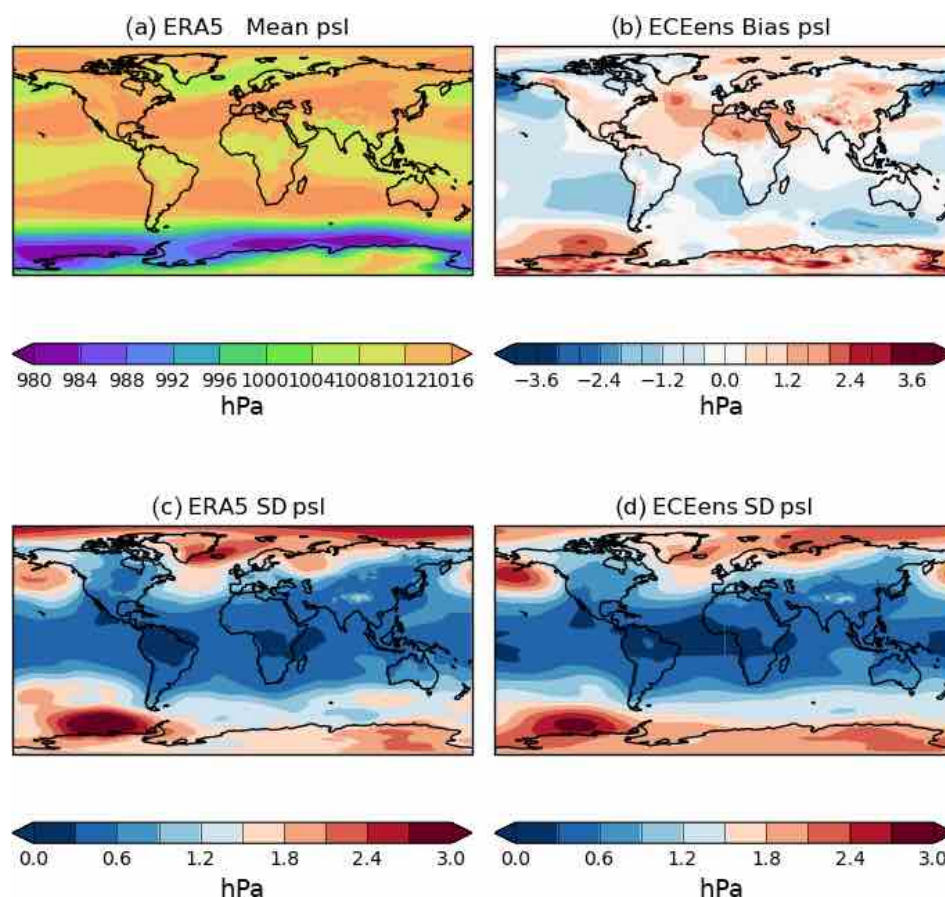 (a) ERA5 Mean psl
(b) ECEens Bias psl
980 984 988 992 996 1000 1004 1008 1012 1016
hPa
−3.6 −2.4 −1.2 0.0 1.2 2.4 3.6
hPa
(c) ERA5 SD psl
(d) ECEens SD psl
0.0 0.6 1.2 1.8 2.4 3.0
hPa
0.0 0.6 1.2 1.8 2.4 3.0
hPa